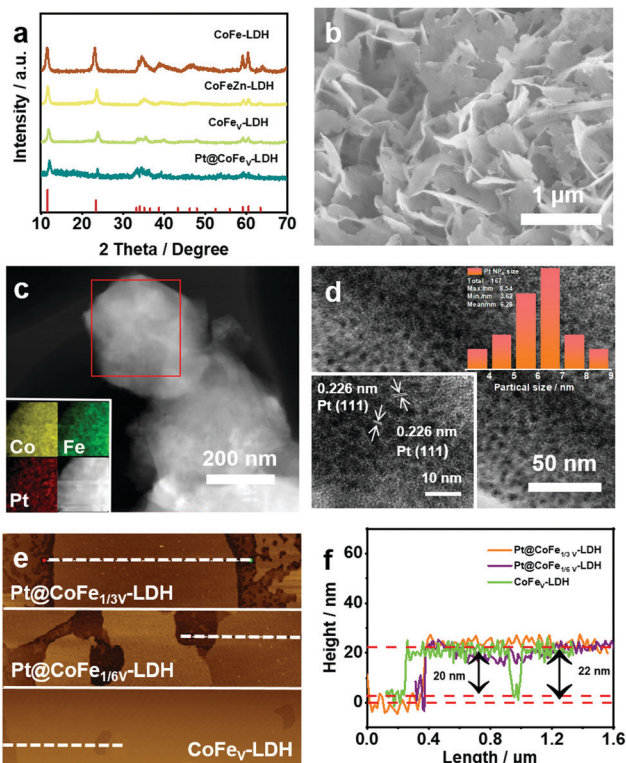 a
CoFe-LDH
CoFeZn-LDH
CoFeV-LDH
Pt@CoFeV-LDH
Intensity / a.u.
10 20 30 40 50 60 70
2 Theta / Degree
b
1 µm
c
Co Fe
Pt
200 nm
d
Pt NPs size
Total 167
Max/nm 8.54
Min/nm 3.62
Mean/nm 6.28
3 4 5 6 7 8 9
Partical size / nm
0.226 nm
Pt (111)
0.226 nm
Pt (111)
10 nm
50 nm
e
Pt@CoFe1/3V-LDH
Pt@CoFe1/6V-LDH
CoFeV-LDH
f
Pt@CoFe1/3 V-LDH
Pt@CoFe1/6 V-LDH
CoFeV-LDH
Height / nm
60
40
20
0
20 nm
22 nm
0.0 0.4 0.8 1.2 1.6
Length / µm